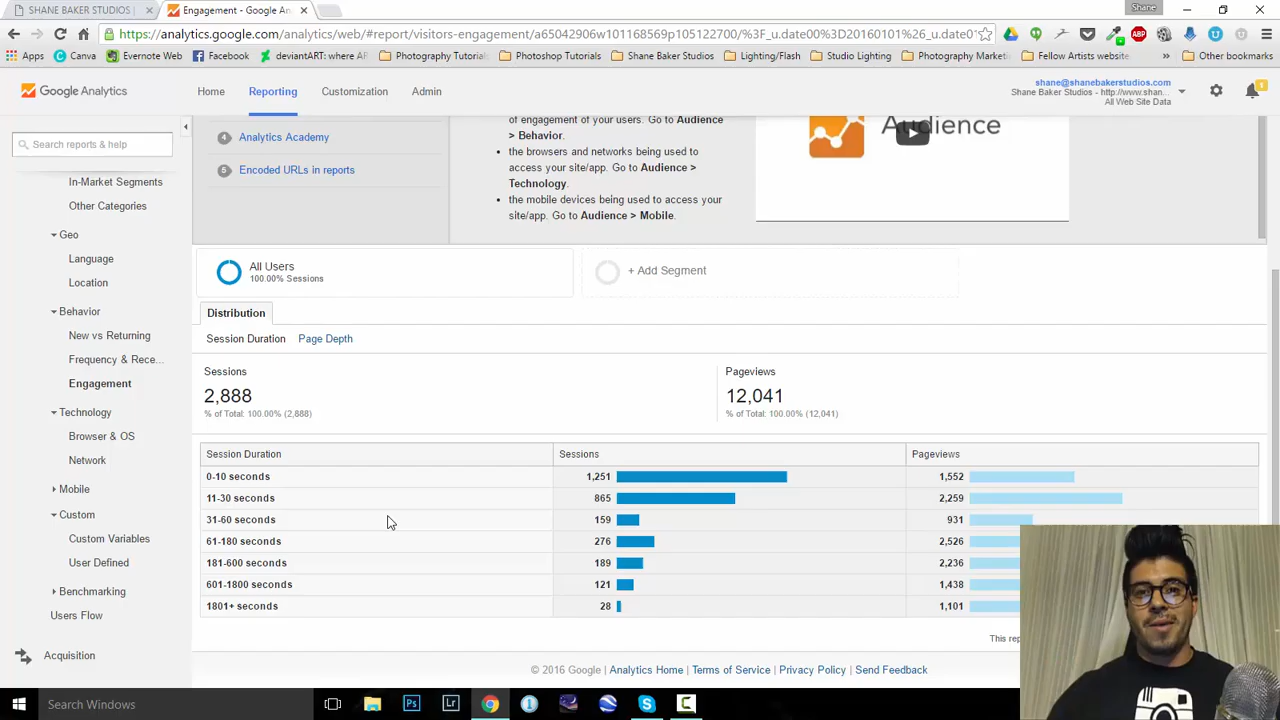 SHANE BAKER STUDIOS |
Engagement - Google An
Shane
https://analytics.google.com/analytics/web/#report/visitors-engagement/a65042906w101168569p105122700/%3F_u.date00%3D20160101%26_u.date01
Apps
Canva
Evernote Web
Facebook
deviantART: where AR
Photography Tutorials
Photoshop Tutorials
Shane Baker Studios
Lighting/Flash
Studio Lighting
Photography Market
Fellow Artists website
»
Other bookmarks
Google Analytics
Home
Reporting
Customization
Admin
shane@shanebakerstudios.com
Shane Baker Studios - http://www.shan...
All Web Site Data
1
Search reports & help
In-Market Segments
Other Categories
Geo
Language
Location
Behavior
New vs Returning
Frequency & Rece...
Engagement
Technology
Browser & OS
Network
Mobile
Custom
Custom Variables
User Defined
Benchmarking
Users Flow
Acquisition
4 Analytics Academy
5 Encoded URLs in reports
of engagement of your users. Go to Audience
> Behavior.
• the browsers and networks being used to
access your site/app. Go to Audience >
Technology.
• the mobile devices being used to access your
site/app. Go to Audience > Mobile.
Audience
All Users
100.00% Sessions
+ Add Segment
Distribution
Session Duration Page Depth
Sessions
2,888
% of Total: 100.00% (2,888)
Pageviews
12,041
% of Total: 100.00% (12,041)
Session Duration Sessions Pageviews
0-10 seconds 1,251 1,552
11-30 seconds 865 2,259
31-60 seconds 159 931
61-180 seconds 276 2,526
181-600 seconds 189 2,236
601-1800 seconds 121 1,438
1801+ seconds 28 1,101
This rep
© 2016 Google | Analytics Home | Terms of Service | Privacy Policy | Send Feedback
Search Windows